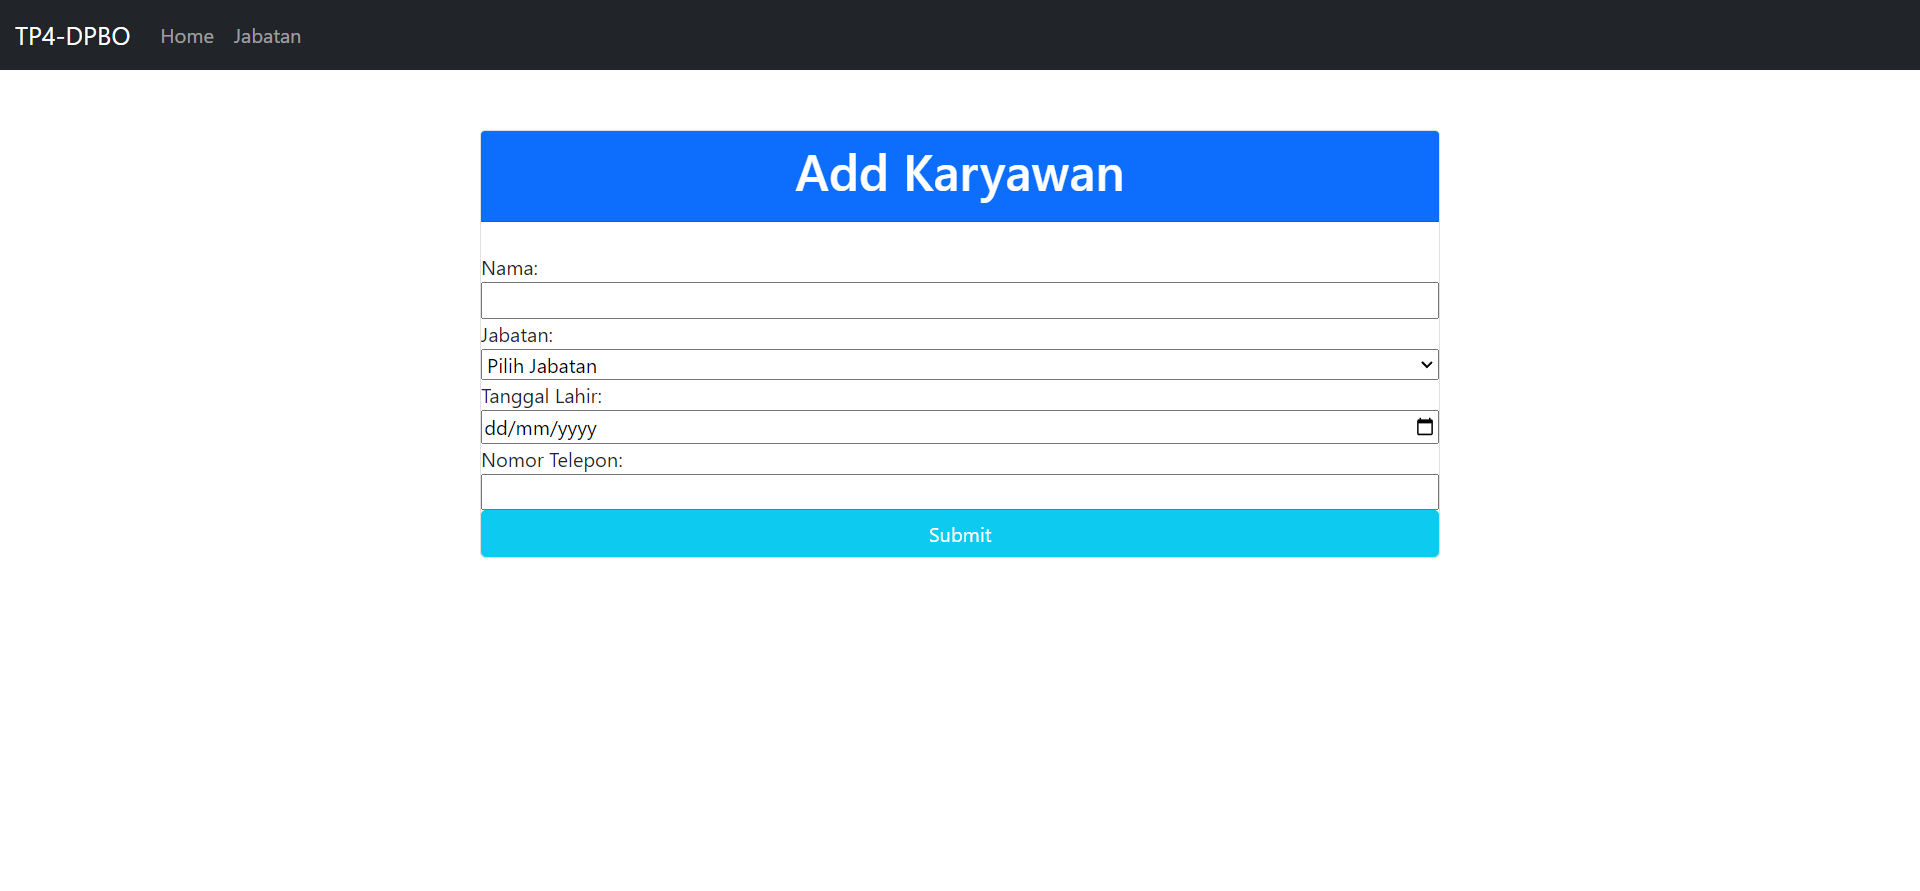 TP4-DPBO Home Jabatan
Add Karyawan
Nama:
Jabatan:
Pilih Jabatan
Tanggal Lahir:
dd/mm/yyyy
Nomor Telepon:
Submit